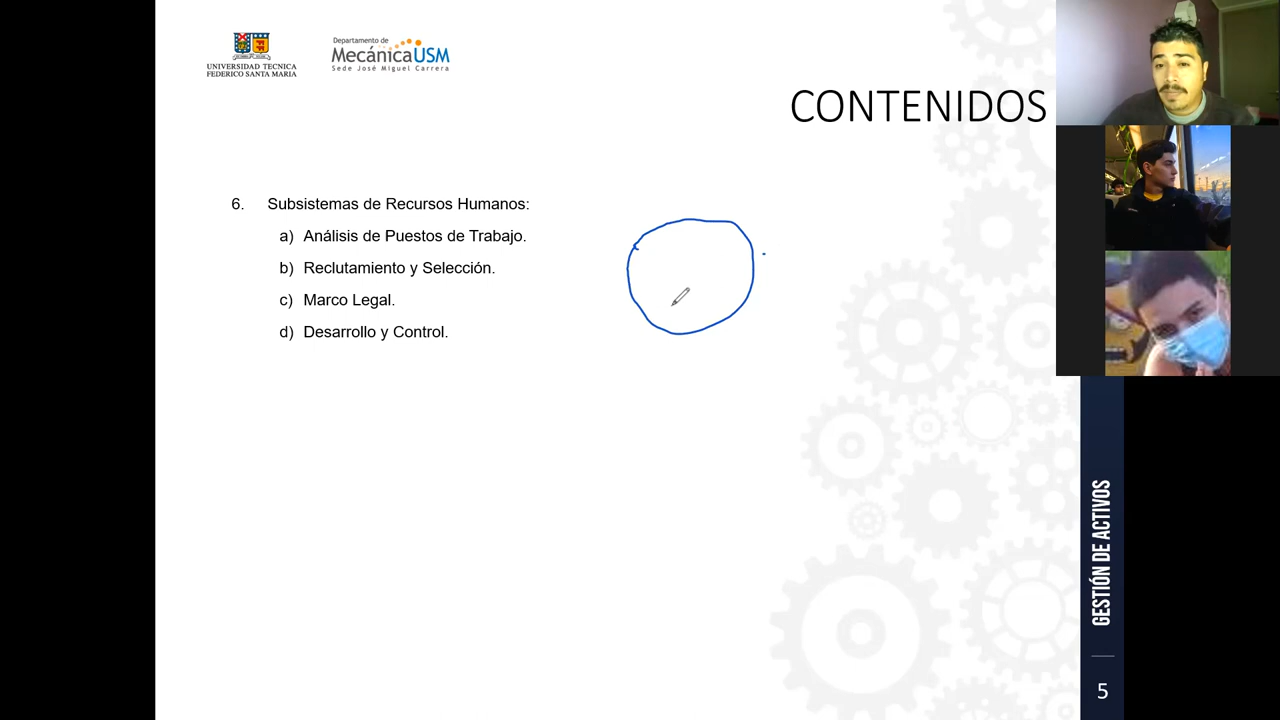 UNIVERSIDAD TECNICA
FEDERICO SANTA MARIA
Departamento de
MecánicaUSM
Sede José Miguel Carrera
CONTENIDOS
6. Subsistemas de Recursos Humanos:
a) Análisis de Puestos de Trabajo.
b) Reclutamiento y Selección.
c) Marco Legal.
d) Desarrollo y Control.
GESTIÓN DE ACTIVOS
5